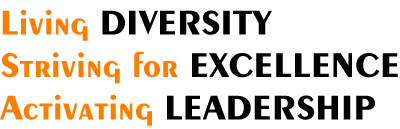 Living DIVERSITY
Striving for EXCELLENCE
Activating LEADERSHIP